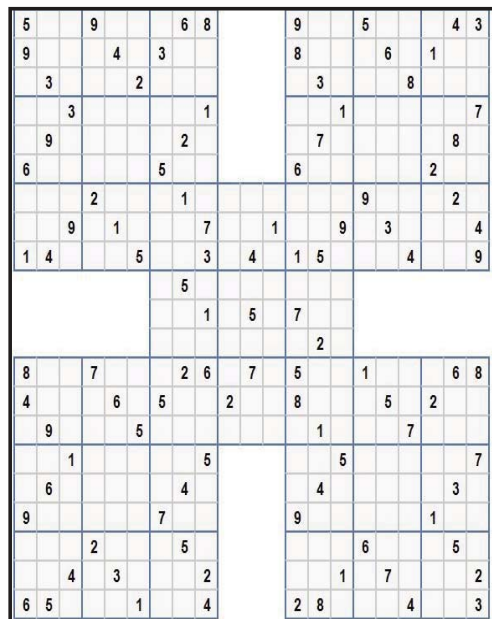 5 9 6 8 9 5 4 3
9 4 3 8 6 1
3 2 3 8
3 1 1 7
9 2 7 8
6 5 6 2
2 1 9 2
9 1 7 1 9 3 4
1 4 5 3 4 1 5 4 9
5
1 5 7
2
8 7 2 6 7 5 1 6 8
4 6 5 2 8 5 2
9 5 1 7
1 5 5 7
6 4 4 3
9 7 9 1
2 5 6 5
4 3 2 1 7 2
6 5 1 4 2 8 4 3